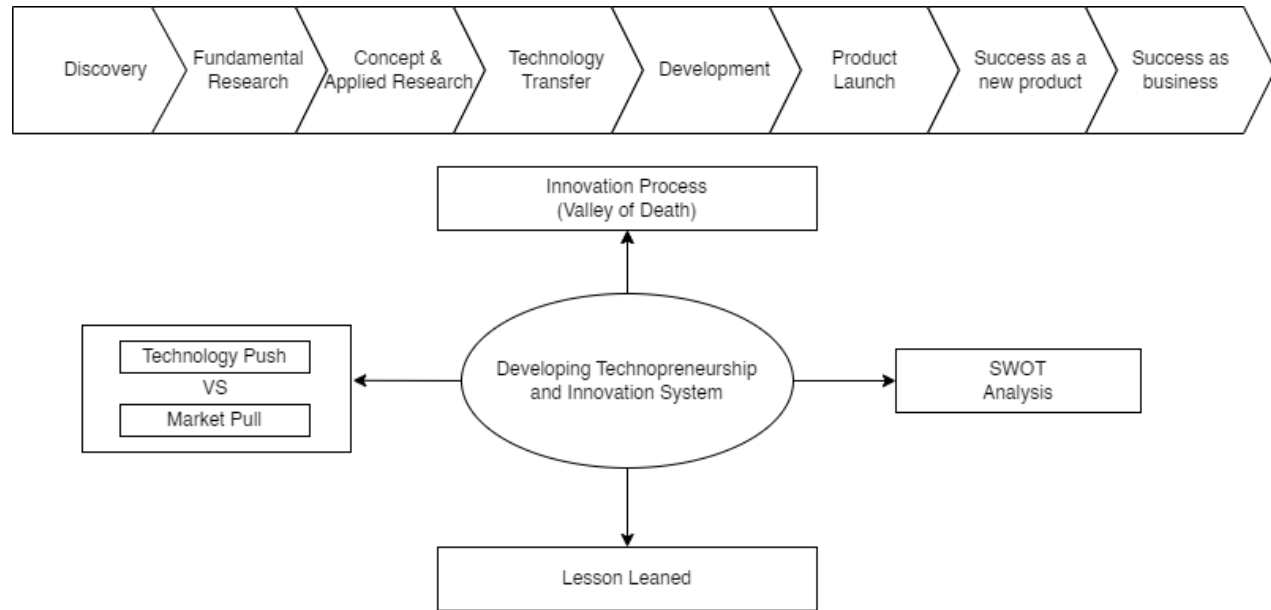 Discovery
Fundamental
Research
Concept &
Applied Research
Technology
Transfer
Development
Product
Launch
Success as a
new product
Success as
business
Innovation Process
(Valley of Death)
Technology Push
VS
Market Pull
Developing Technopreneurship
and Innovation System
SWOT
Analysis
Lesson Leaned